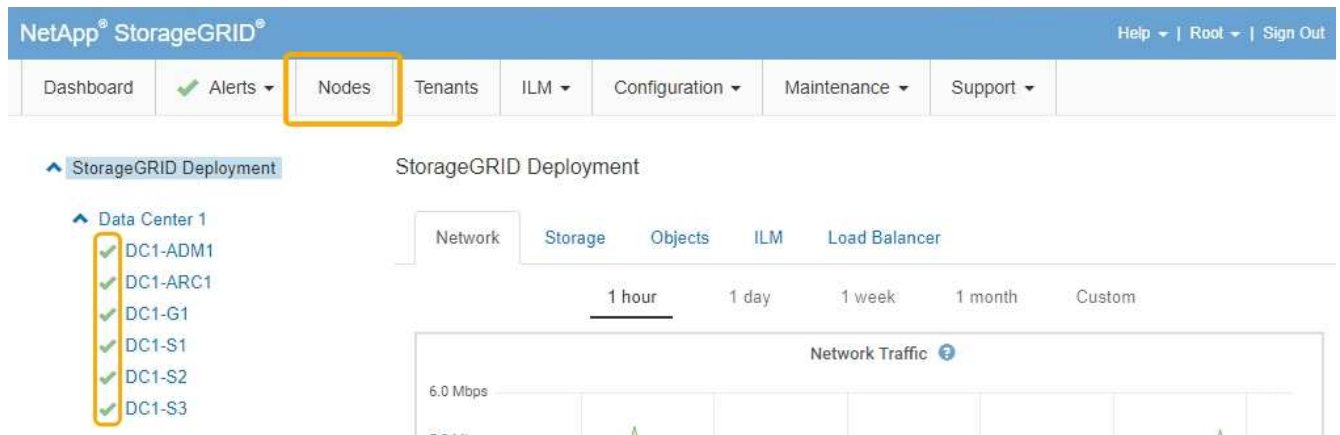 NetApp® StorageGRID®
Help | Root | Sign Out
Dashboard Alerts Nodes Tenants ILM Configuration Maintenance Support
StorageGRID Deployment
StorageGRID Deployment
Data Center 1
Network Storage Objects ILM Load Balancer
DC1-ADM1
DC1-ARC1
1 hour 1 day 1 week 1 month Custom
DC1-G1
DC1-S1
Network Traffic
DC1-S2
6.0 Mbps
DC1-S3